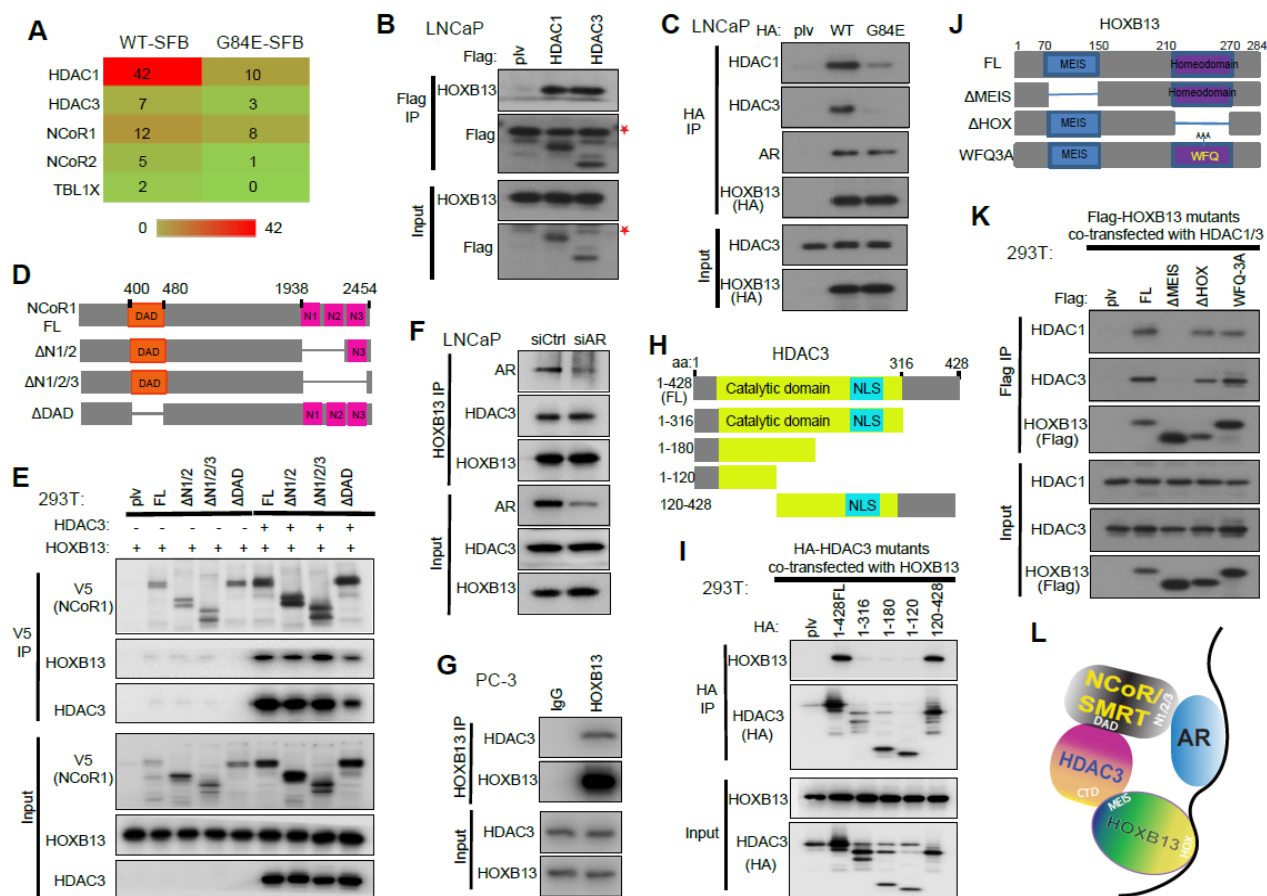 A
WT-SFB G84E-SFB
HDAC1 42 10
HDAC3 7 3
NCoR1 12 8
NCoR2 5 1
TBL1X 2 0
0 42
B
LNCaP
Flag: plv HDAC1 HDAC3
Flag IP
HOXB13
Flag
Input
HOXB13
Flag
C
LNCaP HA: plv WT G84E
HA IP
HDAC1
HDAC3
AR
HOXB13 (HA)
Input
HDAC3
HOXB13 (HA)
D
400 480 1938 2454
NCoR1 FL DAD N1 N2 N3
ΔN1/2 DAD N3
ΔN1/2/3 DAD
ΔDAD N1 N2 N3
E
293T: plv FL ΔN1/2 ΔN1/2/3 ΔDAD FL ΔN1/2 ΔN1/2/3 ΔDAD
HDAC3: - - - - - + + + +
HOXB13: + + + + + + + + +
V5 IP
V5 (NCoR1)
HOXB13
HDAC3
Input
V5 (NCoR1)
HOXB13
HDAC3
F
LNCaP siCtrl siAR
HOXB13 IP
AR
HDAC3
HOXB13
Input
AR
HDAC3
HOXB13
G
PC-3
IgG HOXB13
HOXB13 IP
HDAC3
HOXB13
Input
HDAC3
HOXB13
H
HDAC3
aa:1 316 428
1-428 (FL) Catalytic domain NLS
1-316 Catalytic domain NLS
1-180
1-120
120-428 NLS
I
HA-HDAC3 mutants
co-transfected with HOXB13
293T:
HA: plv 1-428FL 1-316 1-180 1-120 120-428
HA IP
HOXB13
HDAC3 (HA)
Input
HOXB13
HDAC3 (HA)
J
HOXB13
1 70 150 210 270 284
FL MEIS Homeodomain
ΔMEIS Homeodomain
ΔHOX MEIS
AAA
WFQ3A MEIS WFQ
K
Flag-HOXB13 mutants
co-transfected with HDAC1/3
293T:
Flag: plv FL ΔMEIS ΔHOX WFQ-3A
Flag IP
HDAC1
HDAC3
HOXB13 (Flag)
Input
HDAC1
HDAC3
HOXB13 (Flag)
L
NCoR/
SMRT
DAD
N1/2/3
AR
HDAC3
CTD
MEIS
HOXB13
HOX